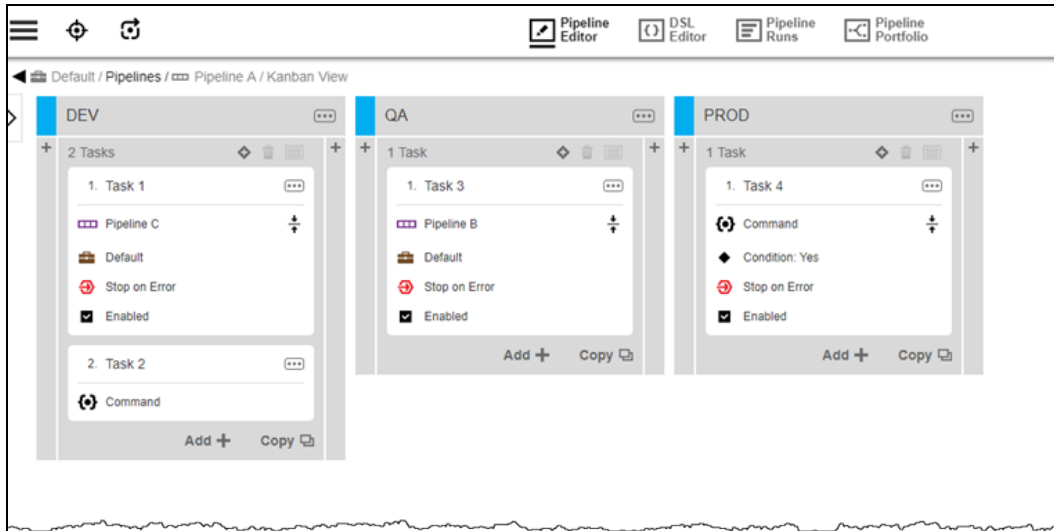 Pipeline Editor
DSL Editor
Pipeline Runs
Pipeline Portfolio
Default / Pipelines / Pipeline A / Kanban View
DEV
2 Tasks
1. Task 1
Pipeline C
Default
Stop on Error
Enabled
2. Task 2
Command
Add
Copy
QA
1 Task
1. Task 3
Pipeline B
Default
Stop on Error
Enabled
Add
Copy
PROD
1 Task
1. Task 4
Command
Condition: Yes
Stop on Error
Enabled
Add
Copy